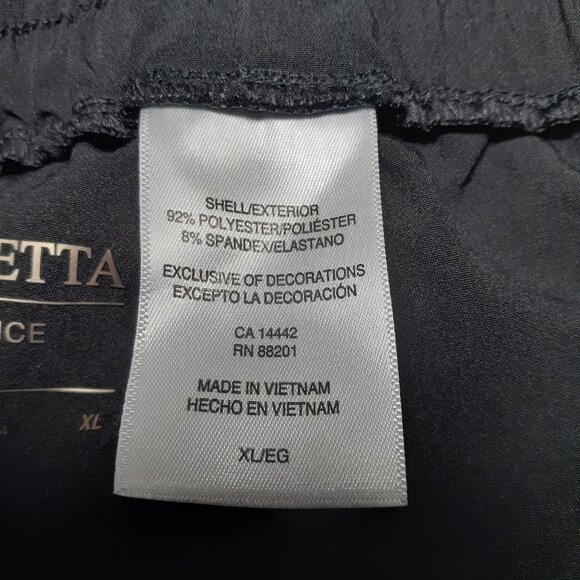 SHELL/EXTERIOR
92% POLYESTER/POLIÉSTER
8% SPANDEX/ELASTANO
EXCLUSIVE OF DECORATIONS
EXCEPTO LA DECORACIÓN
CA 14442
RN 88201
MADE IN VIETNAM
HECHO EN VIETNAM
XL/EG
ETTA
NCE
XL